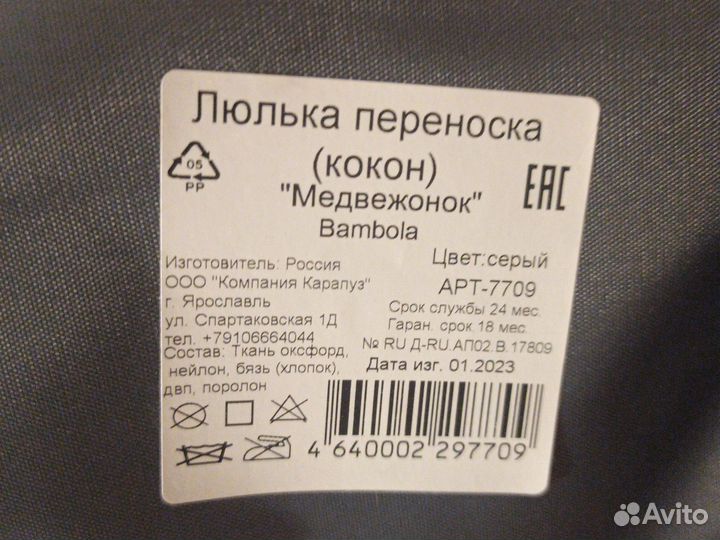 Люлька переноска
(кокон)
"Медвежонок"
Bambola
05
PP
EAC
Изготовитель: Россия
ООО "Компания Карапуз"
г. Ярославль
ул. Спартаковская 1Д
тел. +79106664044
Состав: Ткань оксфорд,
нейлон, бязь (хлопок),
двп, поролон
Цвет:серый
АРТ-7709
Срок службы 24 мес.
Гаран. срок 18 мес.
№ RU Д-RU.АЛ02.В.17809
Дата изг. 01.2023
4 640002 297709
Avito